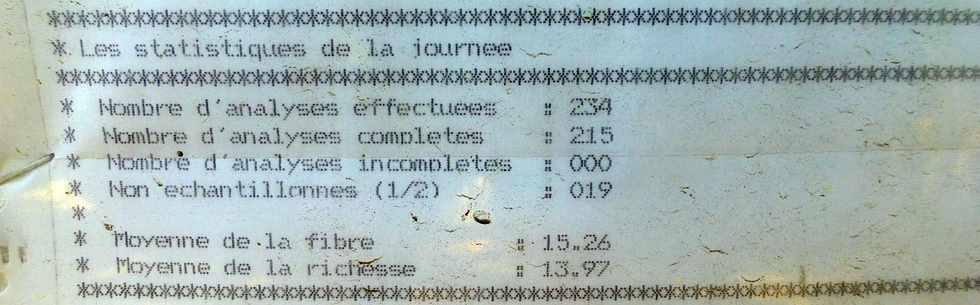 ************************************************************
* Les statistiques de la journee
************************************************************
* Nombre d'analyses effectuees : 234
* Nombre d'analyses completes : 215
* Nombre d'analyses incompletes : 000
* Non echantillonnes (1/2) : 019
*
* Moyenne de la fibre : 15.26
* Moyenne de la richesse : 13.97
************************************************************